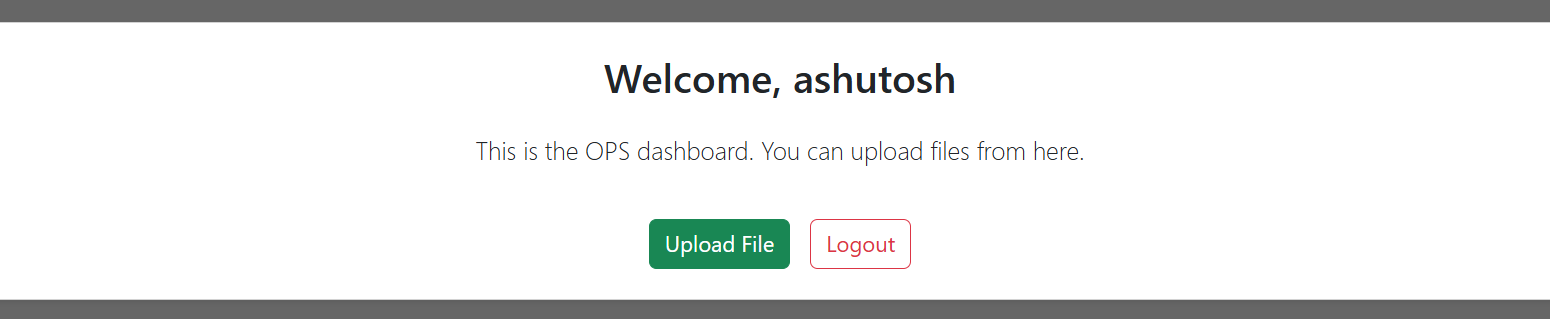 Welcome, ashutosh
This is the OPS dashboard. You can upload files from here.
Upload File Logout